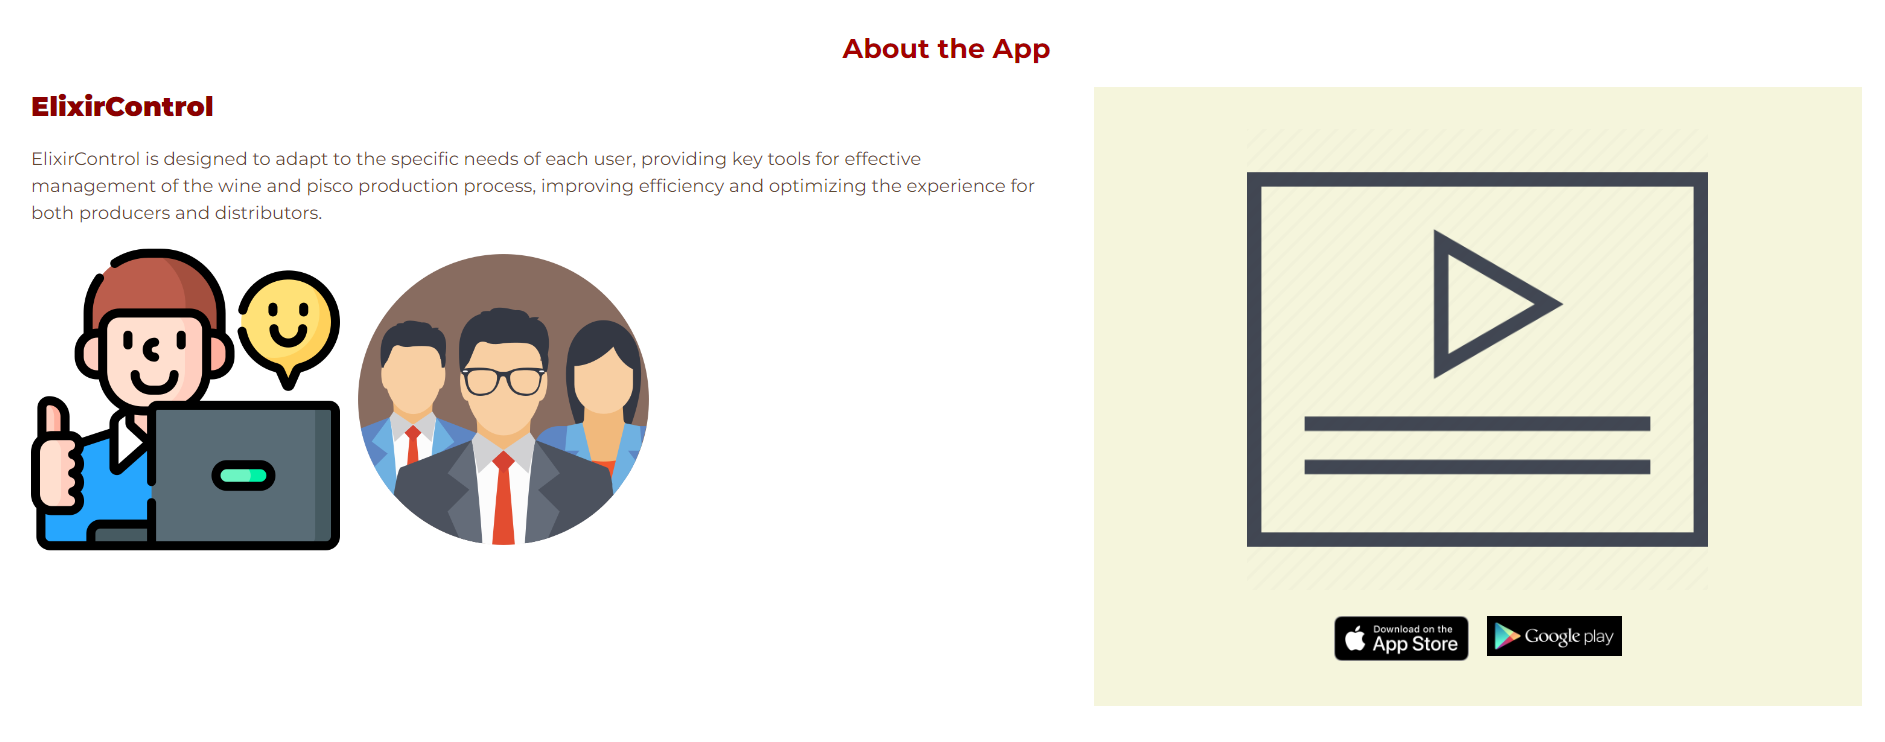 About the App
ElixirControl
ElixirControl is designed to adapt to the specific needs of each user, providing key tools for effective
management of the wine and pisco production process, improving efficiency and optimizing the experience for
both producers and distributors.
Download on the
App Store
Google play